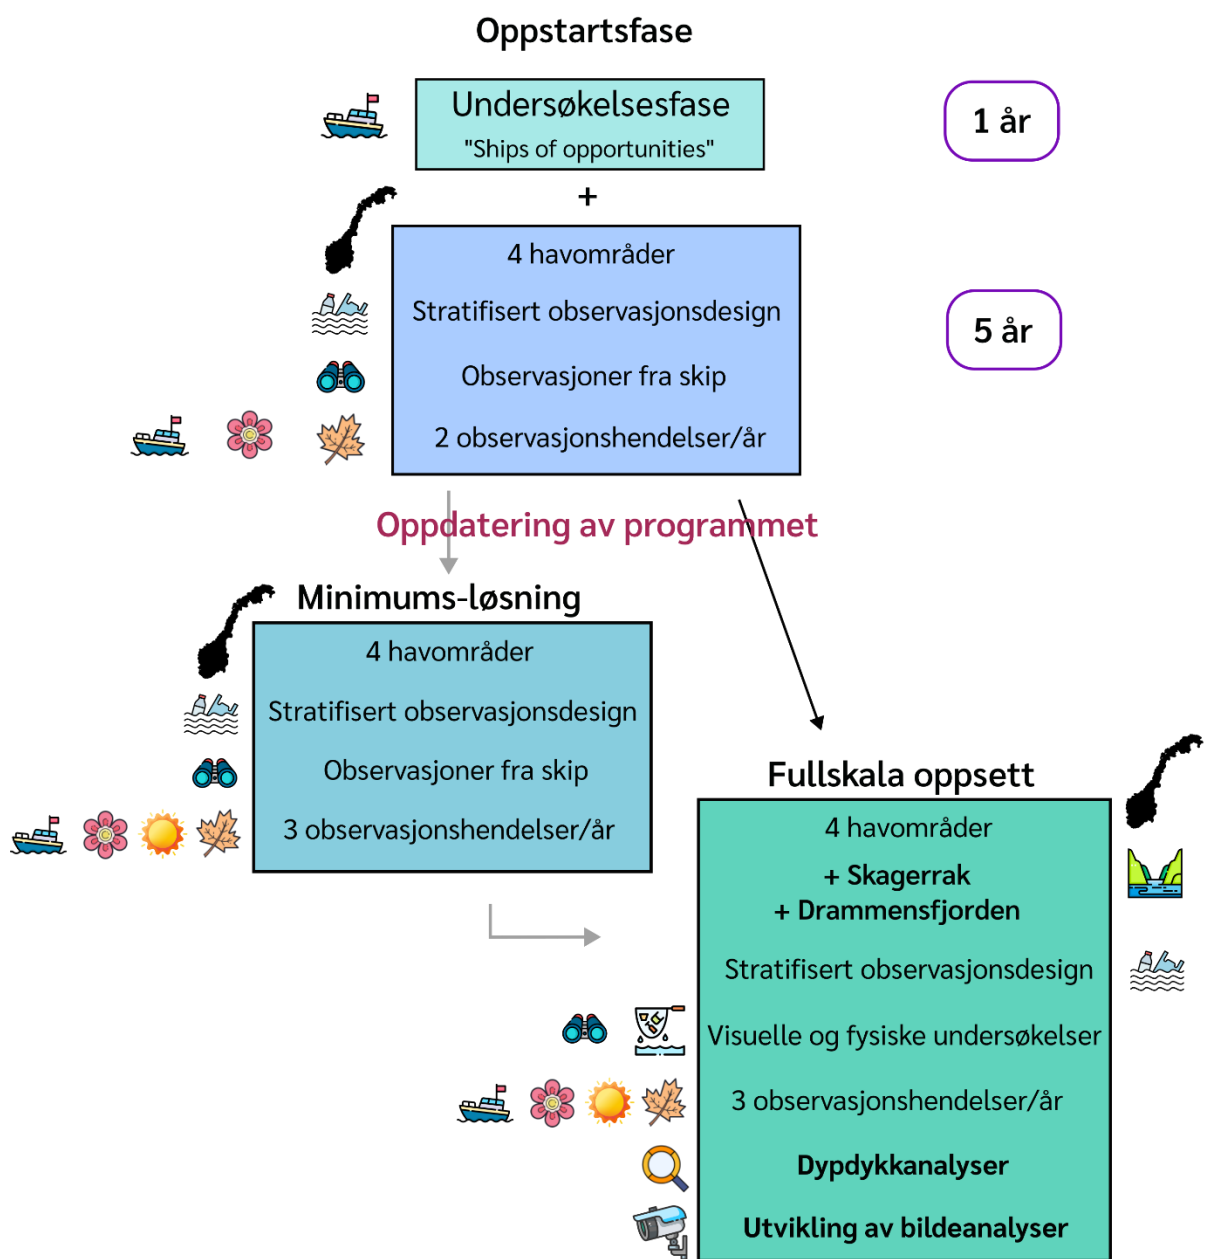 Oppstartsfase
Undersøkelsesfase
"Ships of opportunities"
1 år
+
4 havområder
Stratifisert observasjonsdesign
5 år
Observasjoner fra skip
2 observasjonshendelser/år
Oppdatering av programmet
Minimums-løsning
4 havområder
Stratifisert observasjonsdesign
Observasjoner fra skip
3 observasjonshendelser/år
Fullskala oppsett
4 havområder
+ Skagerrak
+ Drammensfjorden
Stratifisert observasjonsdesign
Visuelle og fysiske undersøkelser
3 observasjonshendelser/år
Dypdykkanalyser
Utvikling av bildeanalyser